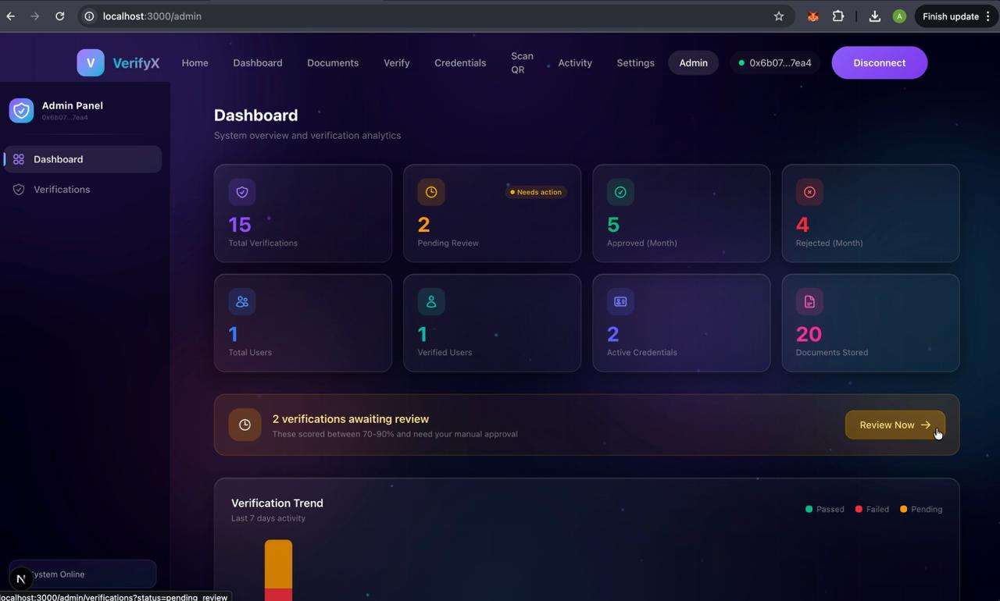 localhost:3000/admin
A
Finish update
V
VerifyX
Home
Dashboard
Documents
Verify
Credentials
Scan
QR
Activity
Settings
Admin
0x6b07...7ea4
Disconnect
Admin Panel
0x6b07...7ea4
Dashboard
Verifications
Dashboard
System overview and verification analytics
15
Total Verifications
Needs action
2
Pending Review
5
Approved (Month)
4
Rejected (Month)
1
Total Users
1
Verified Users
2
Active Credentials
20
Documents Stored
2 verifications awaiting review
These scored between 70-90% and need your manual approval
Review Now
Verification Trend
Last 7 days activity
Passed
Failed
Pending
N
ystem Online
localhost:3000/admin/verifications?status=pending_review